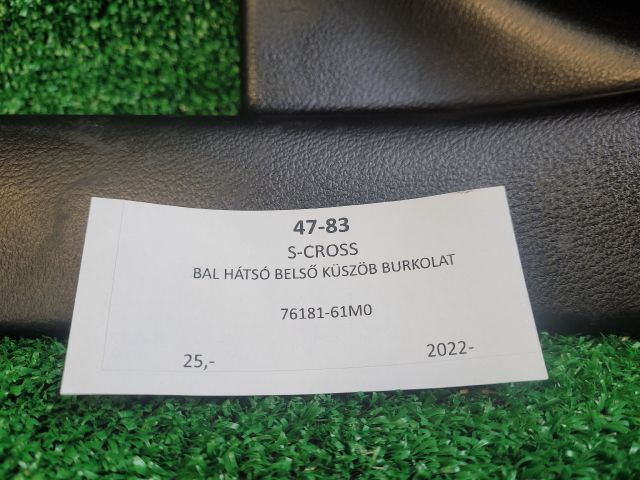 47-83
S-CROSS
BAL HÁTSÓ BELSŐ KÜSZÖB BURKOLAT
76181-61M0
25,- 2022-